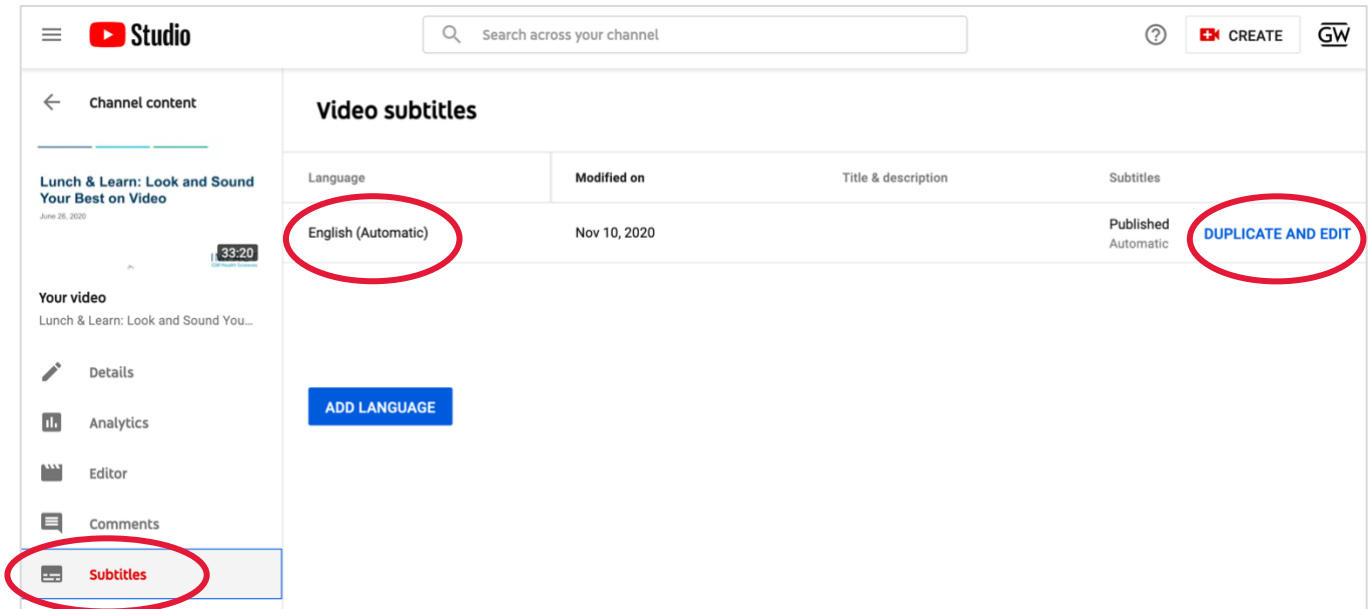 Studio
Search across your channel
?
CREATE
GW
Channel content
Lunch & Learn: Look and Sound
Your Best on Video
June 26, 2020
33:20
Your video
Lunch & Learn: Look and Sound You...
Details
Analytics
Editor
Comments
Subtitles
Video subtitles
Language
Modified on
Title & description
Subtitles
English (Automatic)
Nov 10, 2020
Published
Automatic
DUPLICATE AND EDIT
ADD LANGUAGE